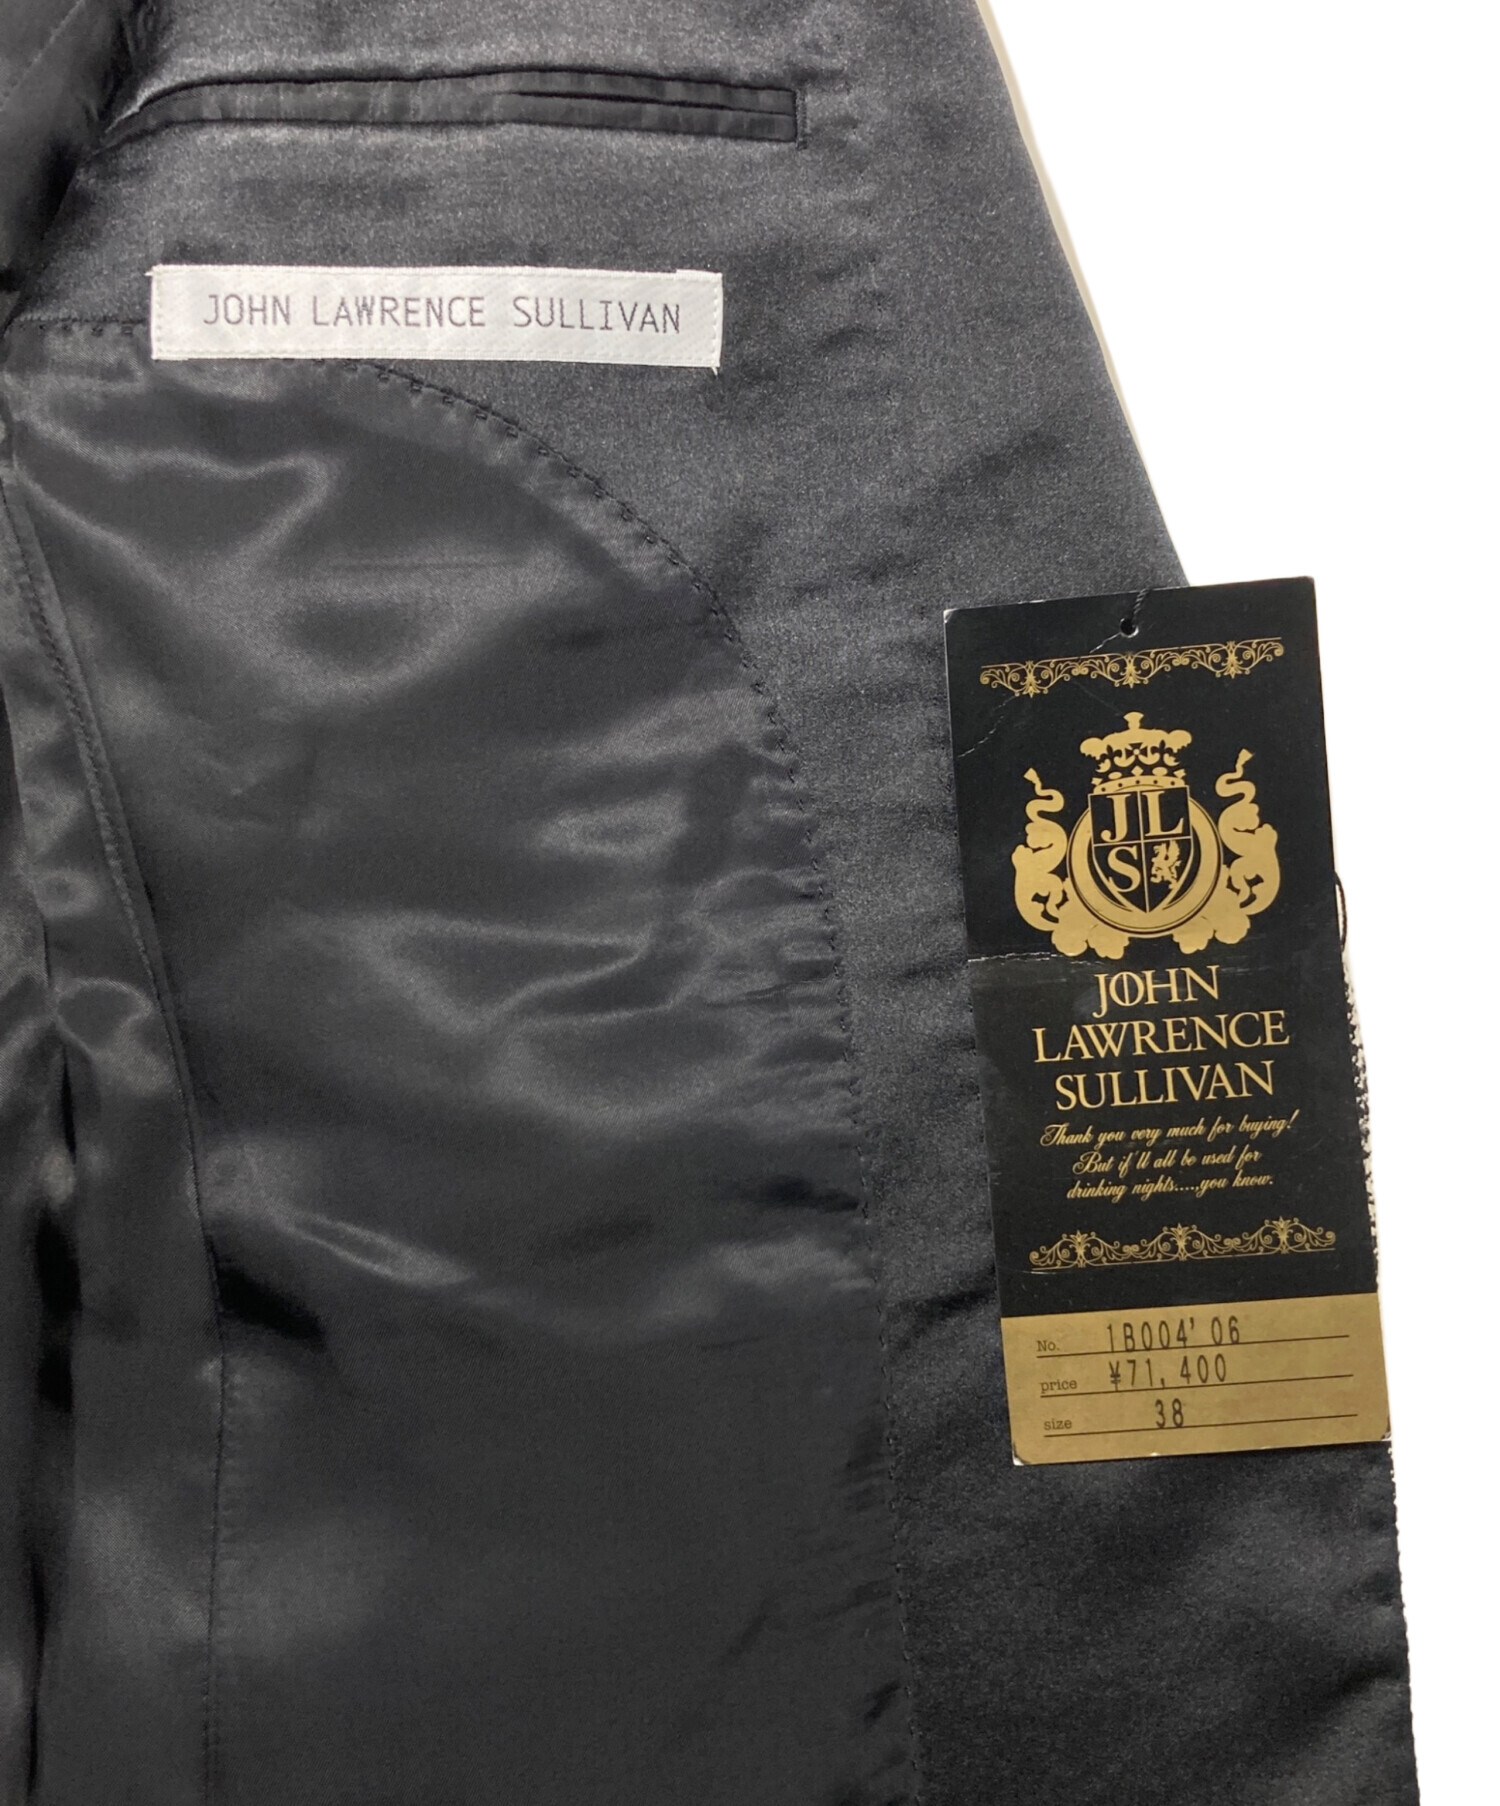 JOHN LAWRENCE SULLIVAN
JL
S
JOHN
LAWRENCE
SULLIVAN
Thank you very much for buying!
But if'll all be used for
drinking nights....,you know.
No. 1B004' 06
price ¥71,400
size 38